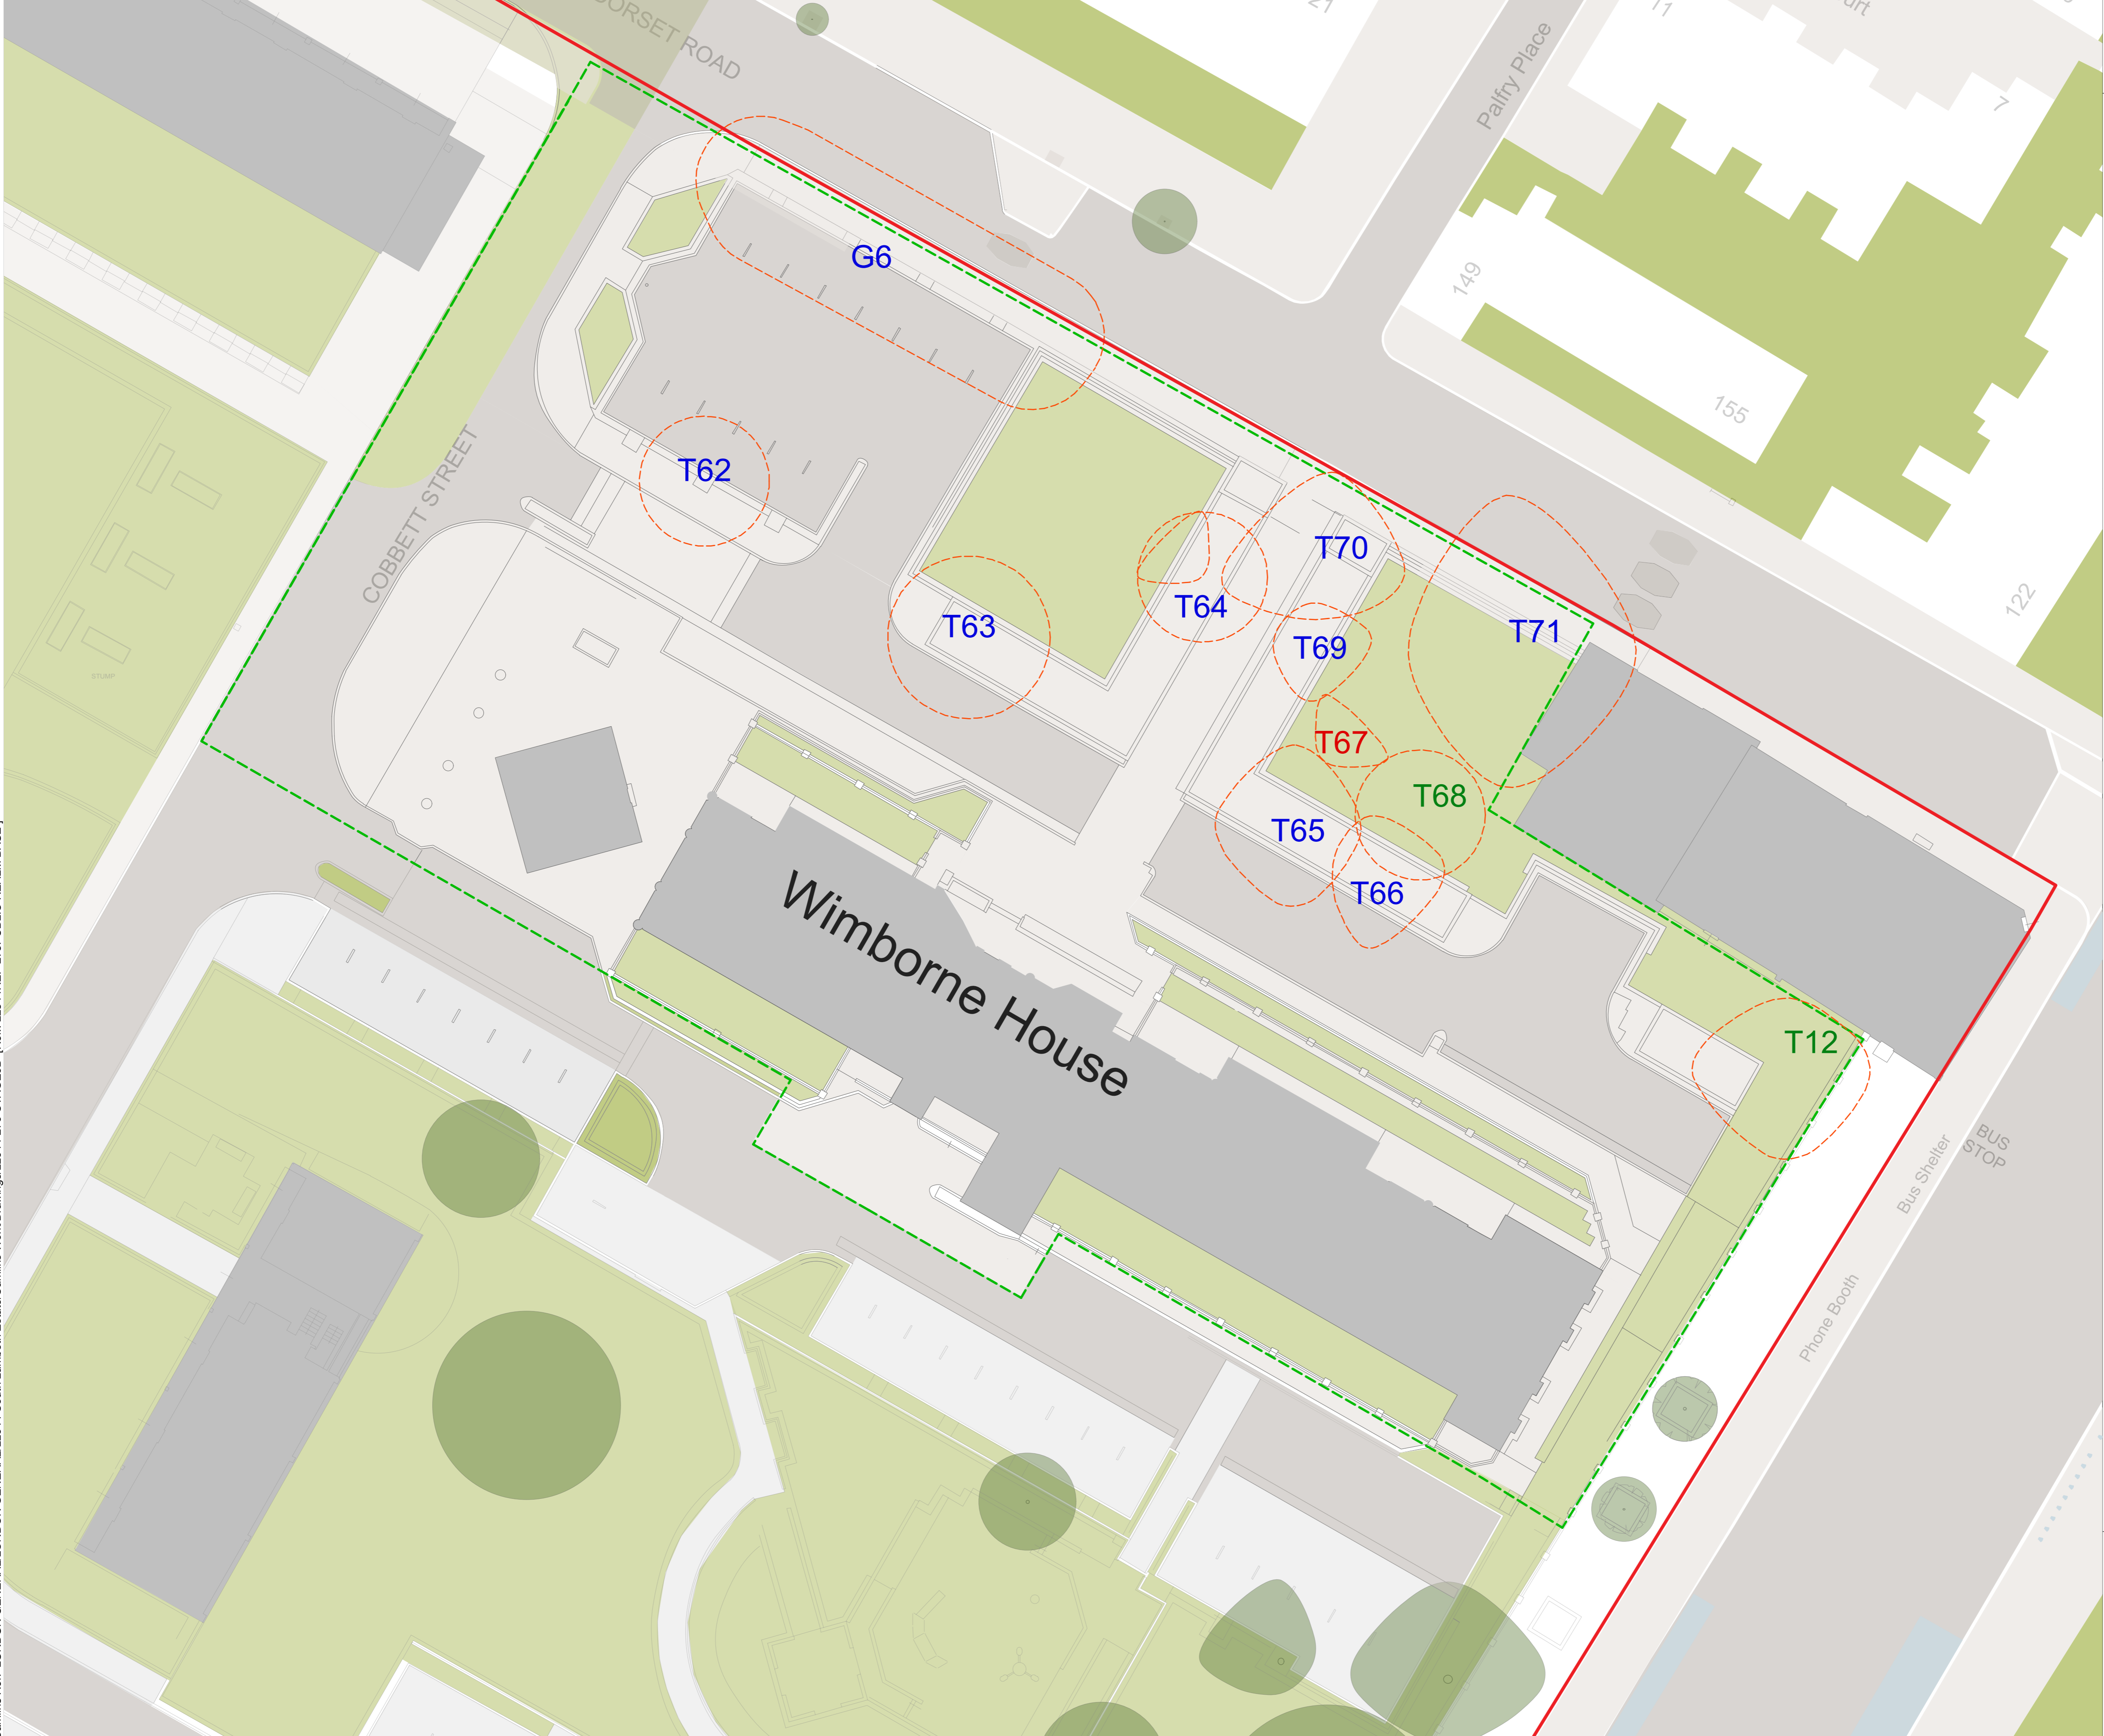 DORSET ROAD
21
11
Palfry Place
7
G6
149
155
COBBETT STREET
T62
T70
T64
T63
T71
T69
122
STUMP
T67
T68
T65
T66
Wimborne House
T12
BUS
STOP
Bus Shelter
Phone Booth